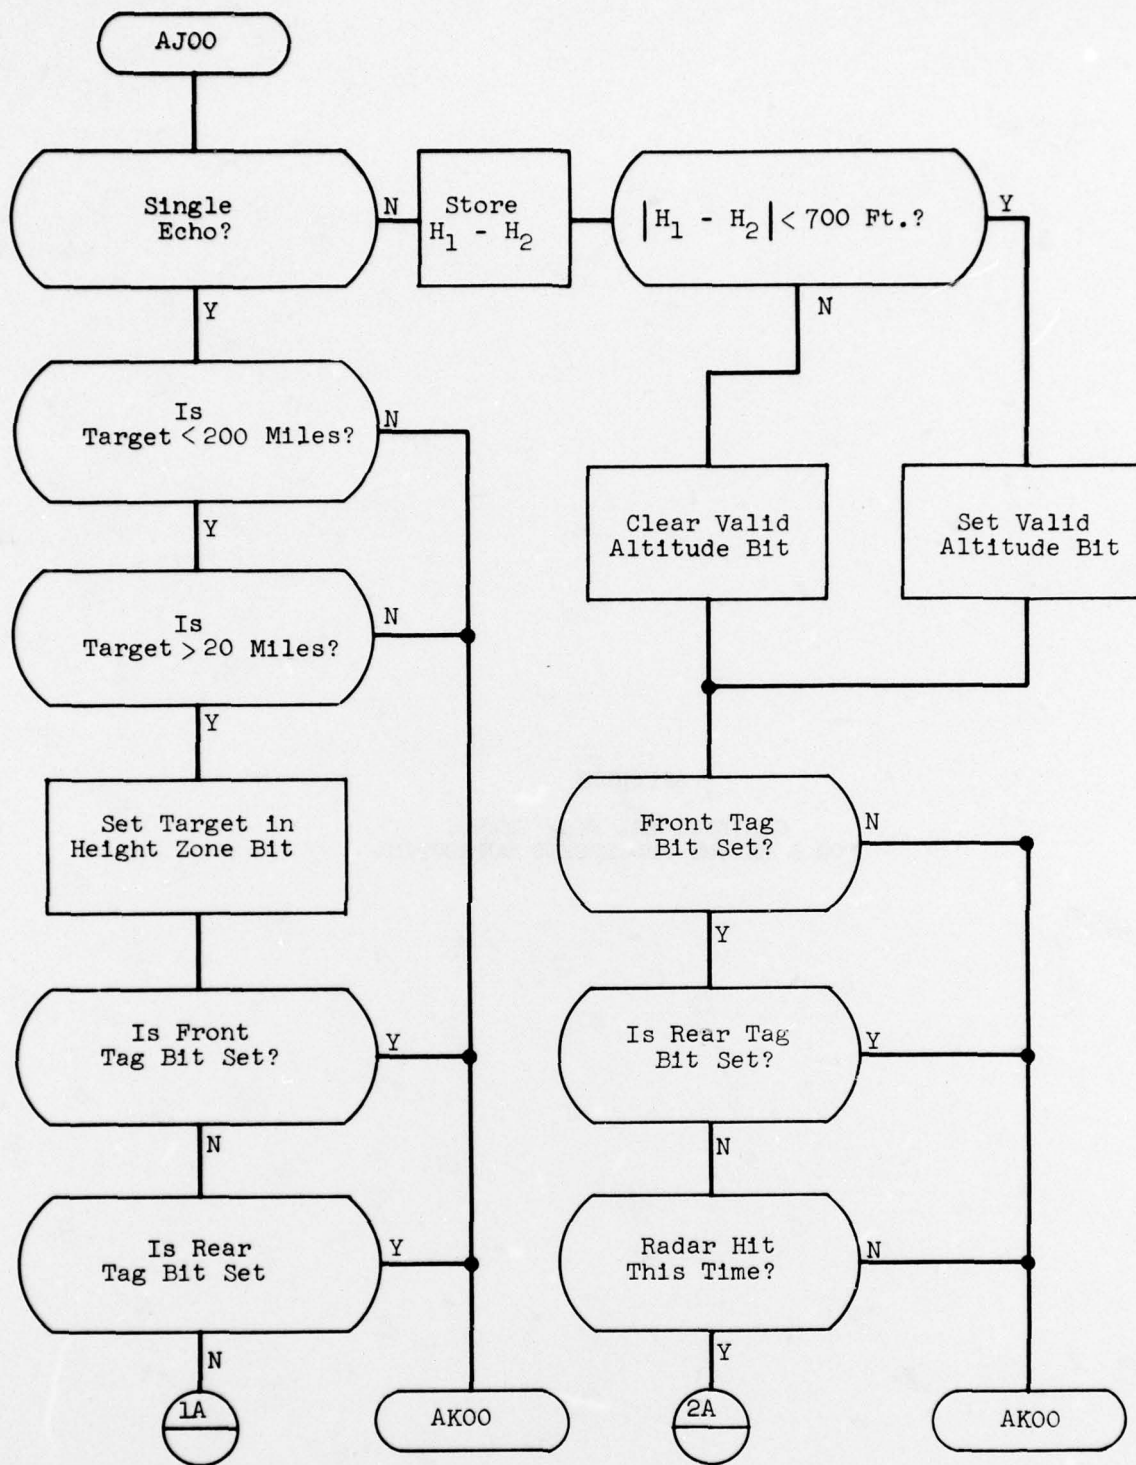 AJ00
Single
Echo?
N
Store
H1 - H2
|H1 - H2| < 700 Ft.?
Y
Y
N
Is
Target < 200 Miles?
N
Y
Clear Valid
Altitude Bit
Set Valid
Altitude Bit
Is
Target > 20 Miles?
N
Y
Set Target in
Height Zone Bit
Front Tag
Bit Set?
N
Y
Is Front
Tag Bit Set?
Y
N
Is Rear Tag
Bit Set?
Y
N
Is Rear
Tag Bit Set
Y
N
Radar Hit
This Time?
N
Y
1A
AK00
2A
AK00